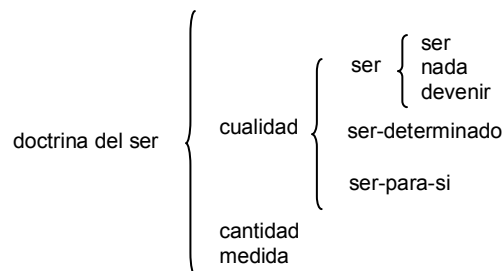 doctrina del ser
cualidad
ser
ser
nada
devenir
ser-determinado
ser-para-si
cantidad
medida